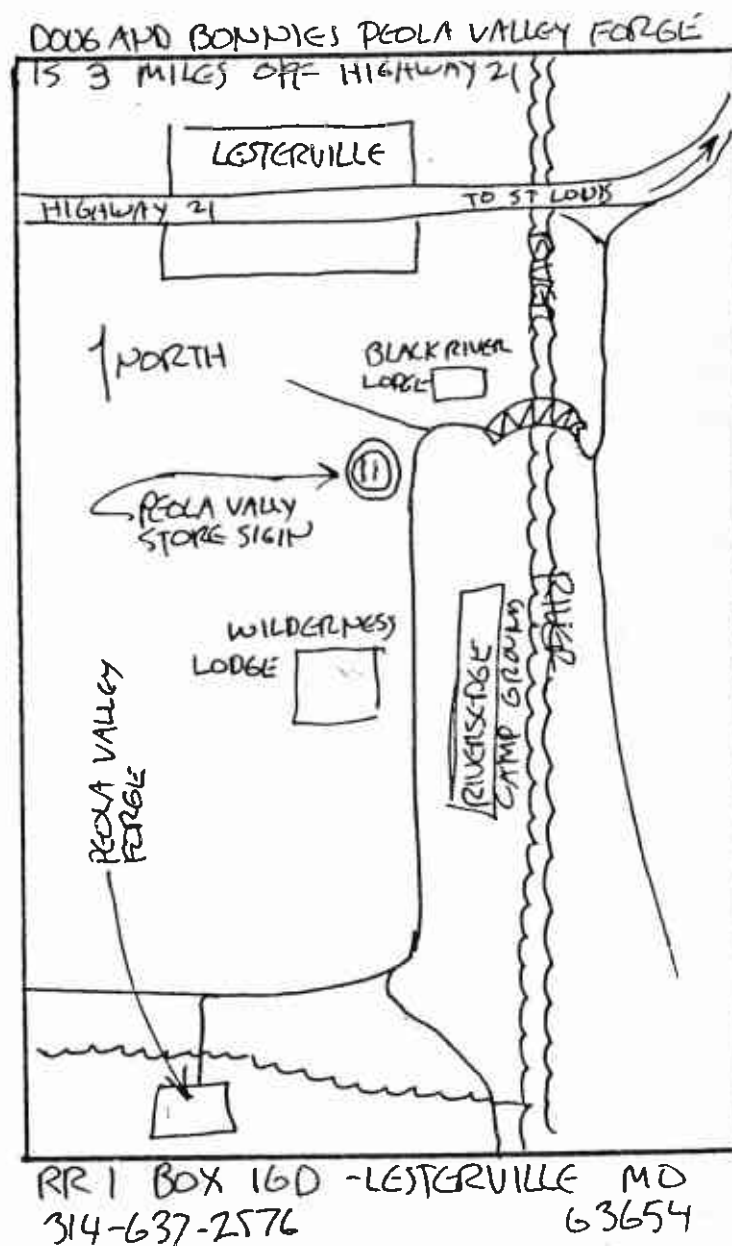 DOUG AND BONNIES PEOLA VALLEY FORGE
IS 3 MILES OFF HIGHWAY 21
LESTERVILLE
HIGHWAY 21
TO ST LOUIS
NORTH
BLACK RIVER
LODGE
PEOLA VALLY
STORE SIGIN
WILDERNESS
LODGE
RIVERSEDGE
CAMP GROUND
RIVER
PEOLA VALLEY
FORGE
RR 1 BOX 16D - LESTERVILLE MO
314-637-2576 63654